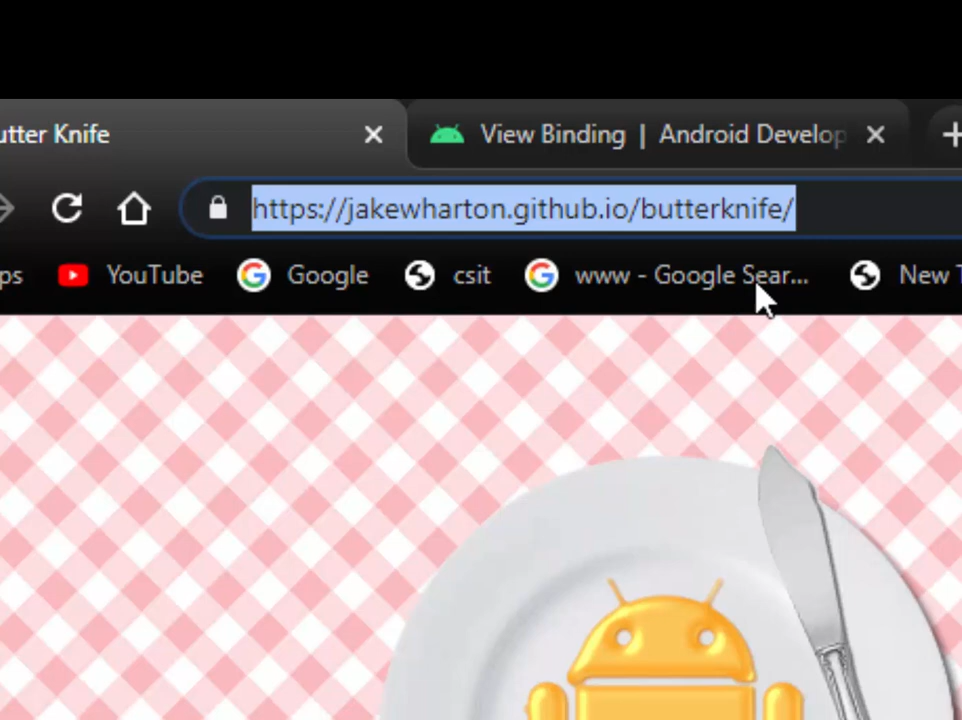 utter Knife
View Binding | Android Develop
https://jakewharton.github.io/butterknife/
ps YouTube Google csit www - Google Sear... New T